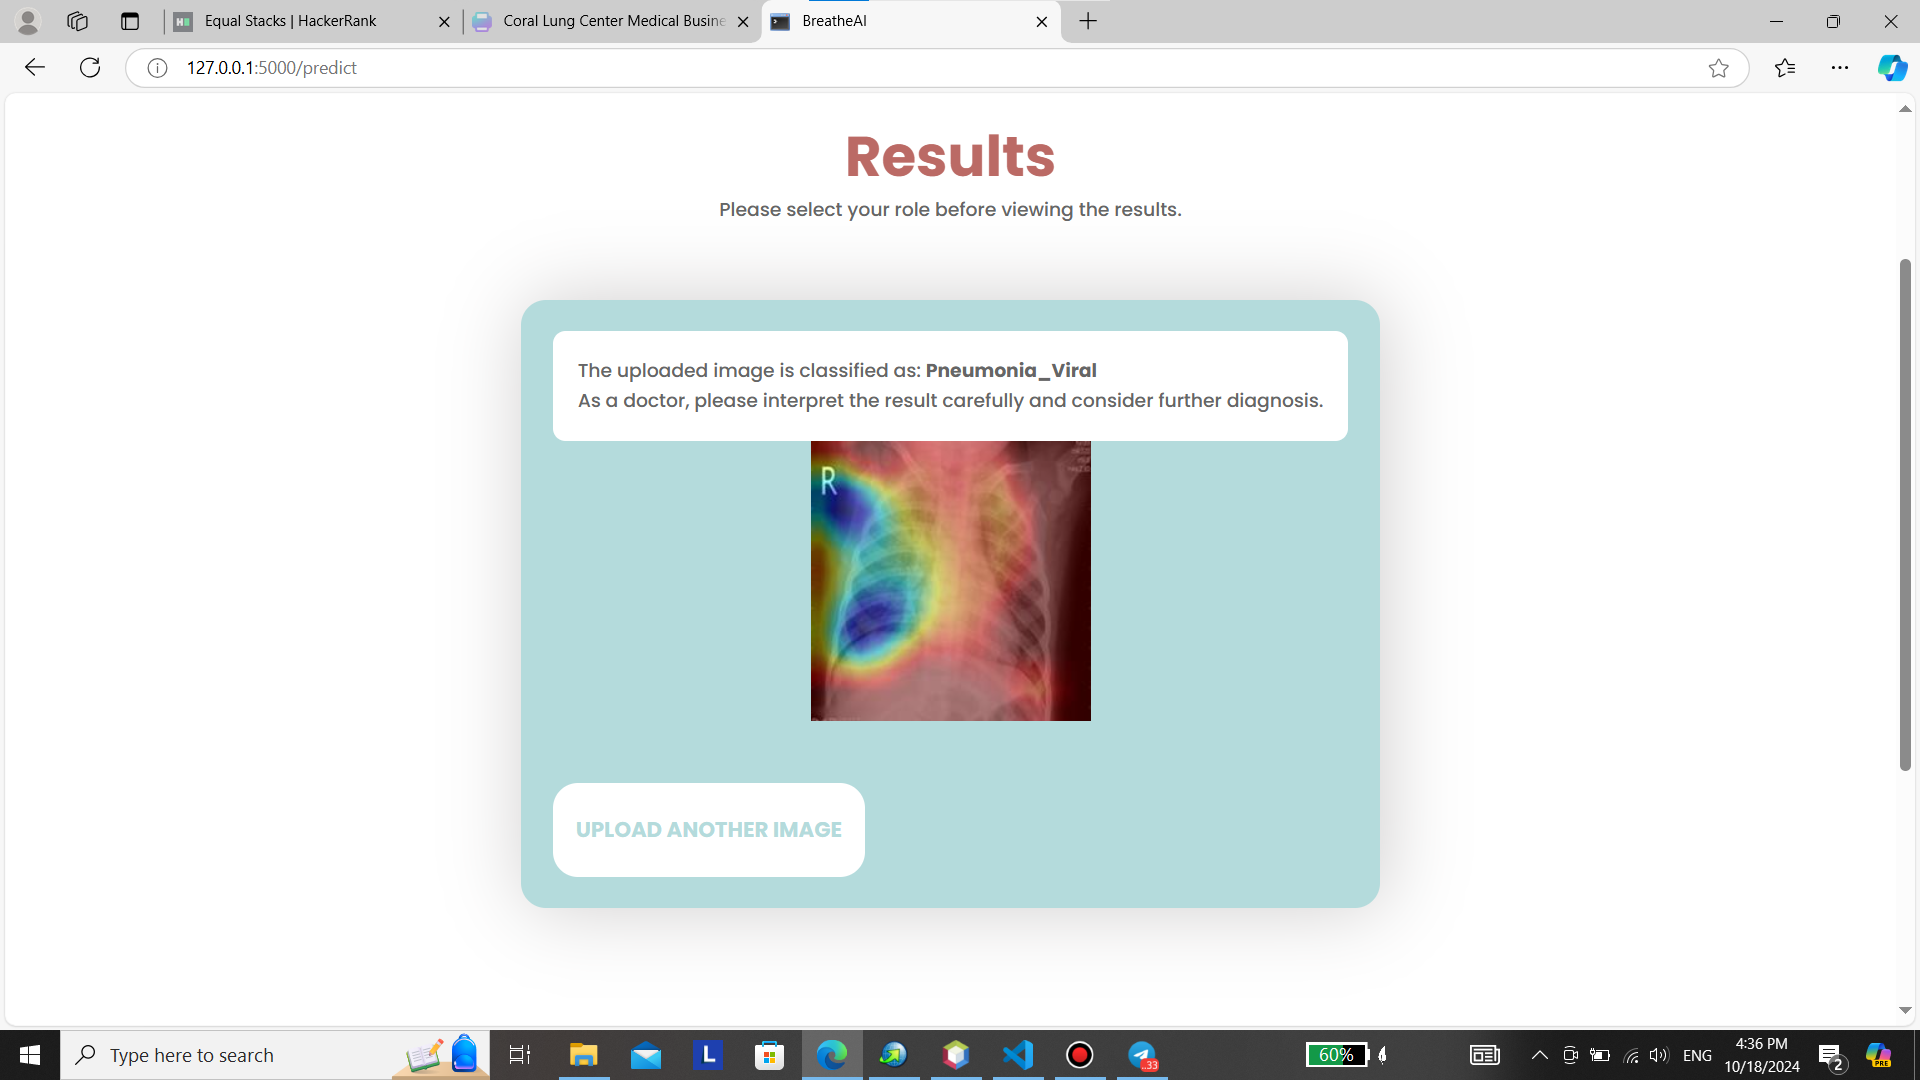 Equal Stacks | HackerRank
Coral Lung Center Medical Busine
BreatheAI
127.0.0.1:5000/predict
Results
Please select your role before viewing the results.
The uploaded image is classified as: Pneumonia_Viral
As a doctor, please interpret the result carefully and consider further diagnosis.
R
UPLOAD ANOTHER IMAGE
Type here to search
L
..33
60%
ENG
4:36 PM
10/18/2024
2
PRE